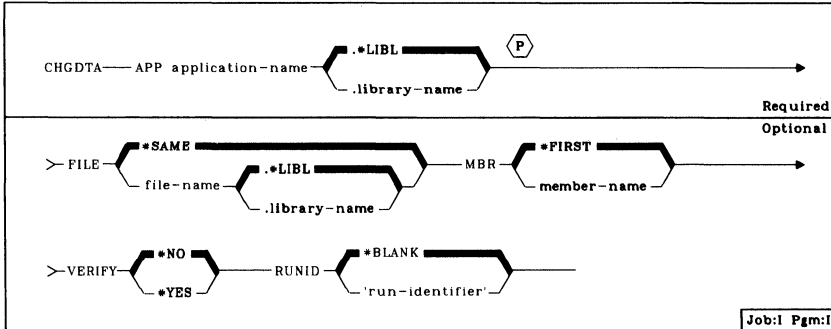 .*LIBL
P
CHGDTA APP application-name
.library-name
Required
Optional
*SAME
*FIRST
FILE
.*LIBL
MBR
file-name
member-name
.library-name
*NO
*BLANK
VERIFY
RUNID
*YES
'run-identifier'
Job:I Pgm:I